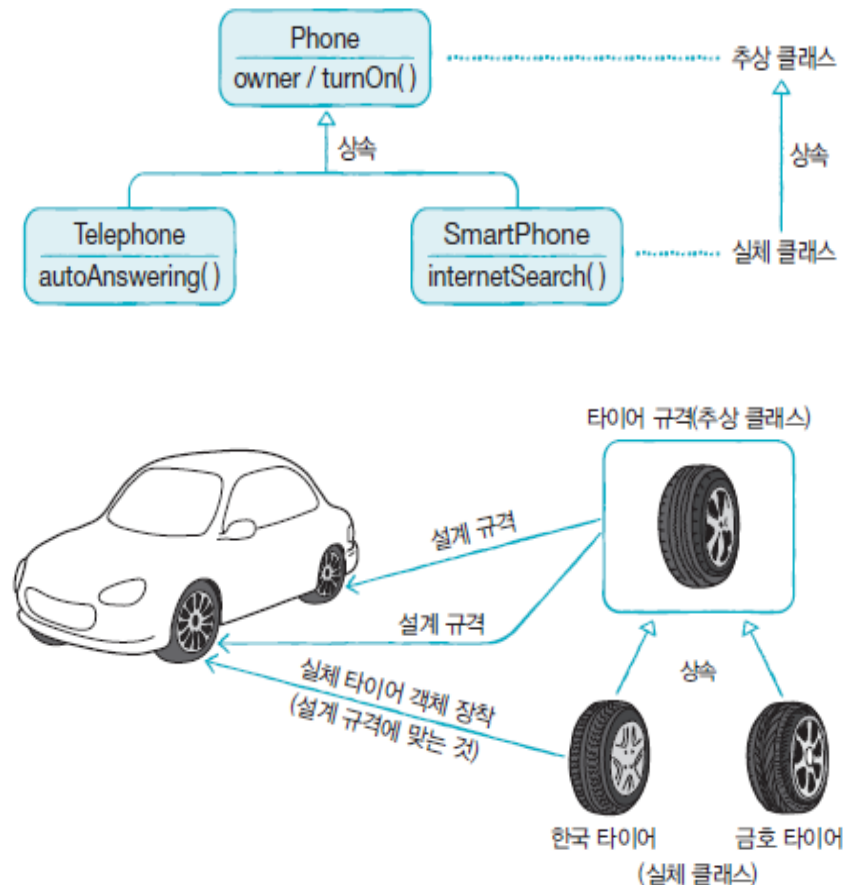 Phone
owner / turnOn( )
추상 클래스
상속
상속
Telephone
autoAnswering( )
SmartPhone
internetSearch( )
실체 클래스
타이어 규격(추상 클래스)
설계 규격
설계 규격
실체 타이어 객체 장착
(설계 규격에 맞는 것)
상속
한국 타이어
금호 타이어
(실체 클래스)